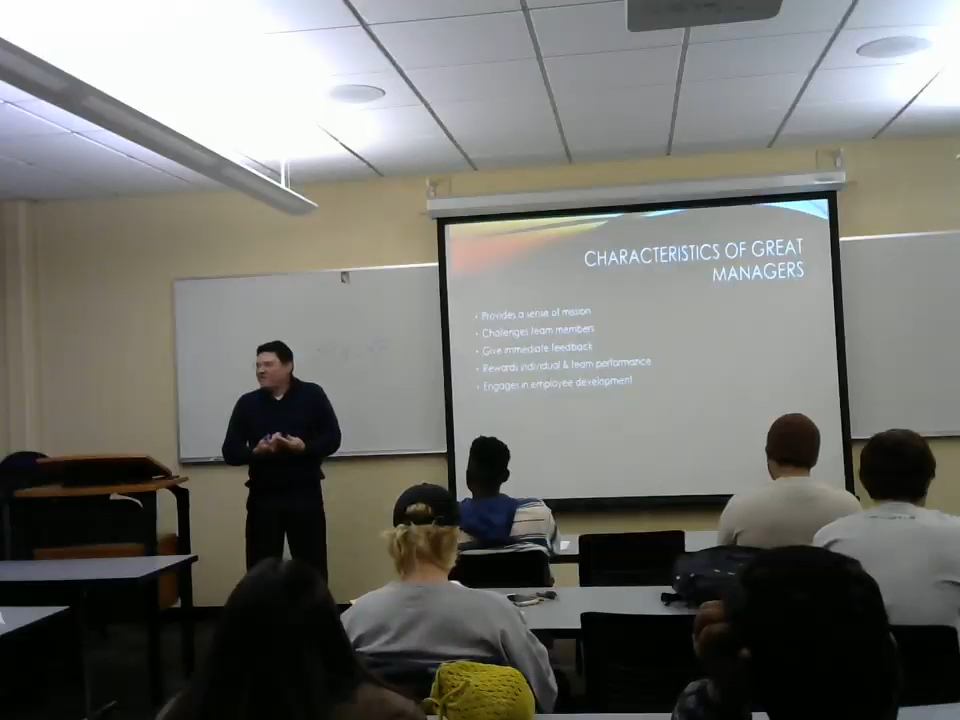 CHARACTERISTICS OF GREAT
MANAGERS
• Provides a sense of mission
• Challenges team members
• Give immediate feedback
• Rewards individual & team performance
• Engages in employee development